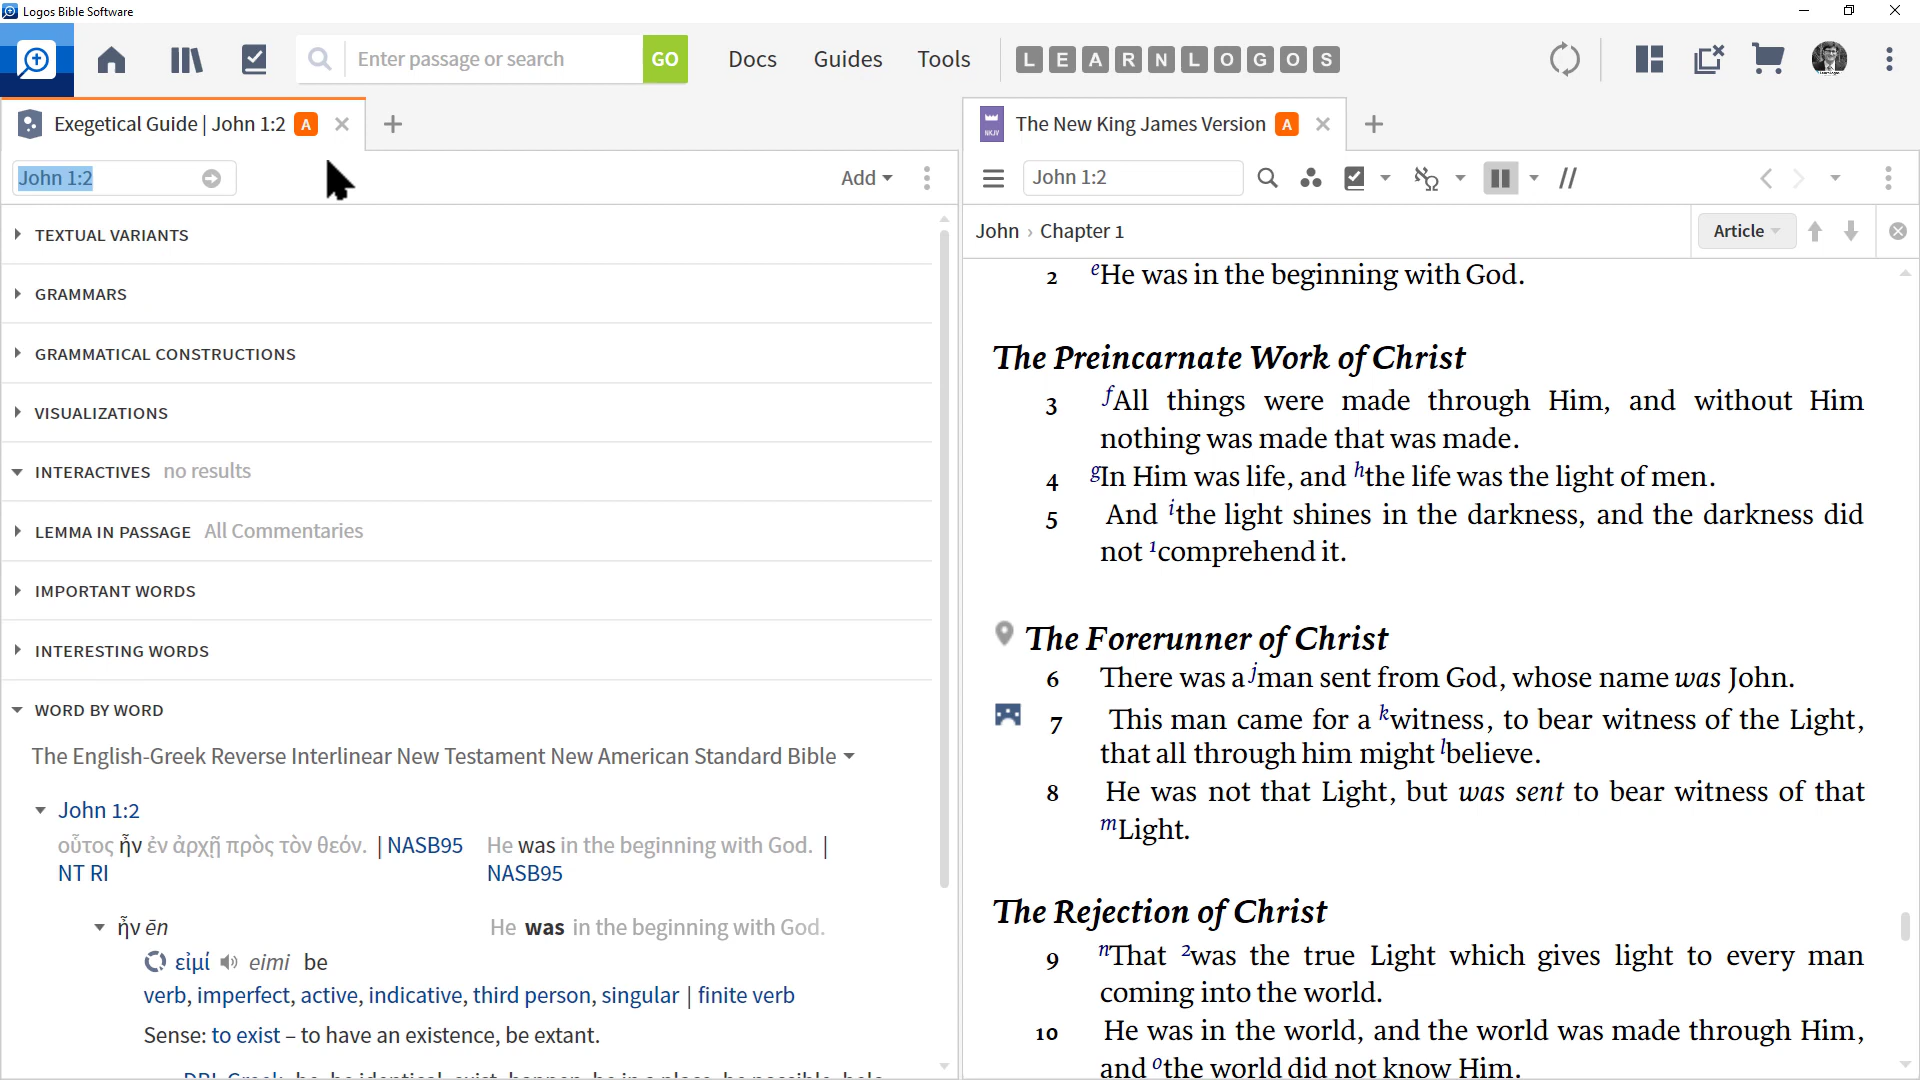 Logos Bible Software
Enter passage or search
GO
Docs
Guides
Tools
L E A R N L O G O S
Exegetical Guide | John 1:2 A
The New King James Version A
John 1:2
Add
TEXTUAL VARIANTS
GRAMMARS
GRAMMATICAL CONSTRUCTIONS
VISUALIZATIONS
INTERACTIVES no results
LEMMA IN PASSAGE All Commentaries
IMPORTANT WORDS
INTERESTING WORDS
WORD BY WORD
The English-Greek Reverse Interlinear New Testament New American Standard Bible
John 1:2
οὗτος ἦν ἐν ἀρχῇ πρὸς τὸν θεόν. | NASB95
NT RI
He was in the beginning with God. |
NASB95
ἦν ēn
He was in the beginning with God.
εἰμί eimi be
verb, imperfect, active, indicative, third person, singular | finite verb
Sense: to exist – to have an existence, be extant.
NKJV
John 1:2
John › Chapter 1
Article
2 eHe was in the beginning with God.
The Preincarnate Work of Christ
3 fAll things were made through Him, and without Him
nothing was made that was made.
4 gIn Him was life, and hthe life was the light of men.
5 And ithe light shines in the darkness, and the darkness did
not 1comprehend it.
The Forerunner of Christ
6 There was a jman sent from God, whose name was John.
7 This man came for a kwitness, to bear witness of the Light,
that all through him might lbelieve.
8 He was not that Light, but was sent to bear witness of that
mLight.
The Rejection of Christ
9 nThat 2was the true Light which gives light to every man
coming into the world.
10 He was in the world, and the world was made through Him,
and othe world did not know Him.